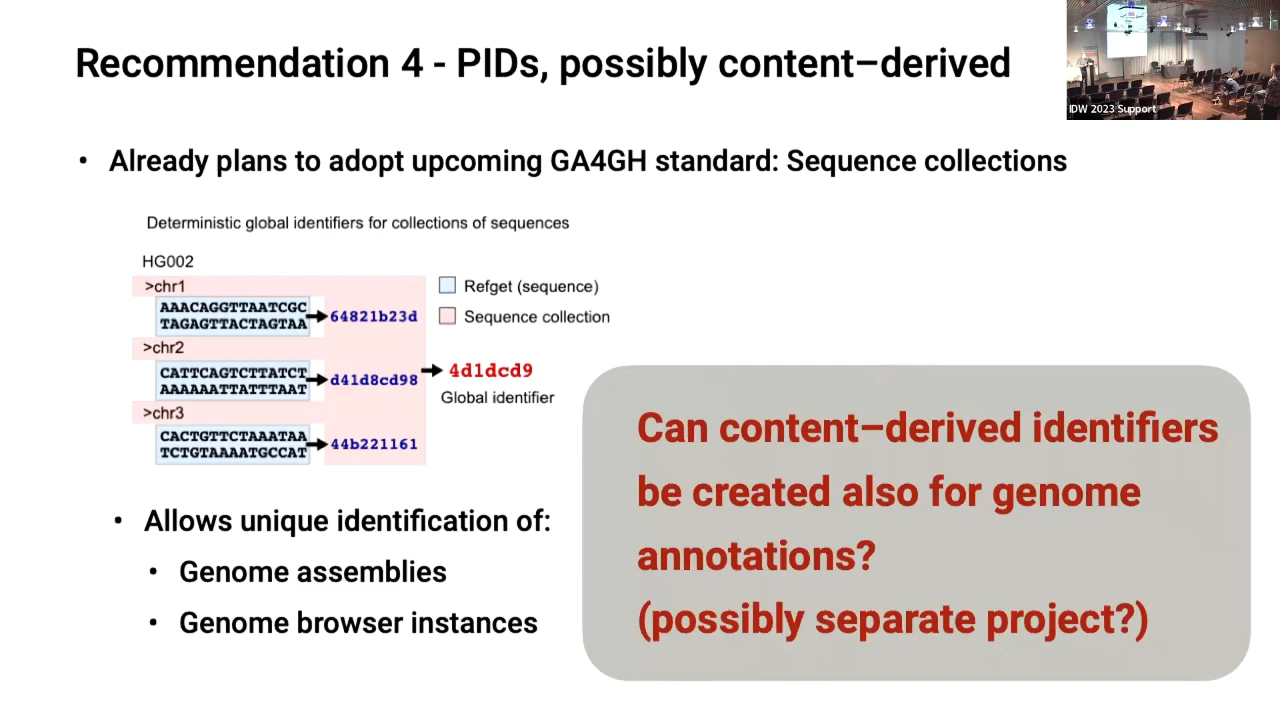 Recommendation 4 - PIDs, possibly content–derived
IDW 2023 Support
• Already plans to adopt upcoming GA4GH standard: Sequence collections
Deterministic global identifiers for collections of sequences
HG002
>chr1
AAACAGGTTAATCGC
TAGAGTTACTAGTAA
64821b23d
>chr2
CATTCAGTCTTATCT
AAAAAATTATTTAAT
d41d8cd98
>chr3
CACTGTTCTAAATAA
TCTGTAAAATGCCAT
44b221161
Refget (sequence)
Sequence collection
4d1dcd9
Global identifier
• Allows unique identification of:
• Genome assemblies
• Genome browser instances
Can content–derived identifiers
be created also for genome
annotations?
(possibly separate project?)